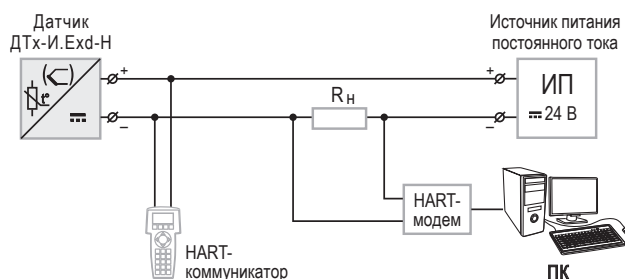 Датчик
ДТх-И.Exd-H
Источник питания
постоянного тока
+
–
t°
RН
+
–
ИП
24 В
HART-
модем
HART-
коммуникатор
ПК